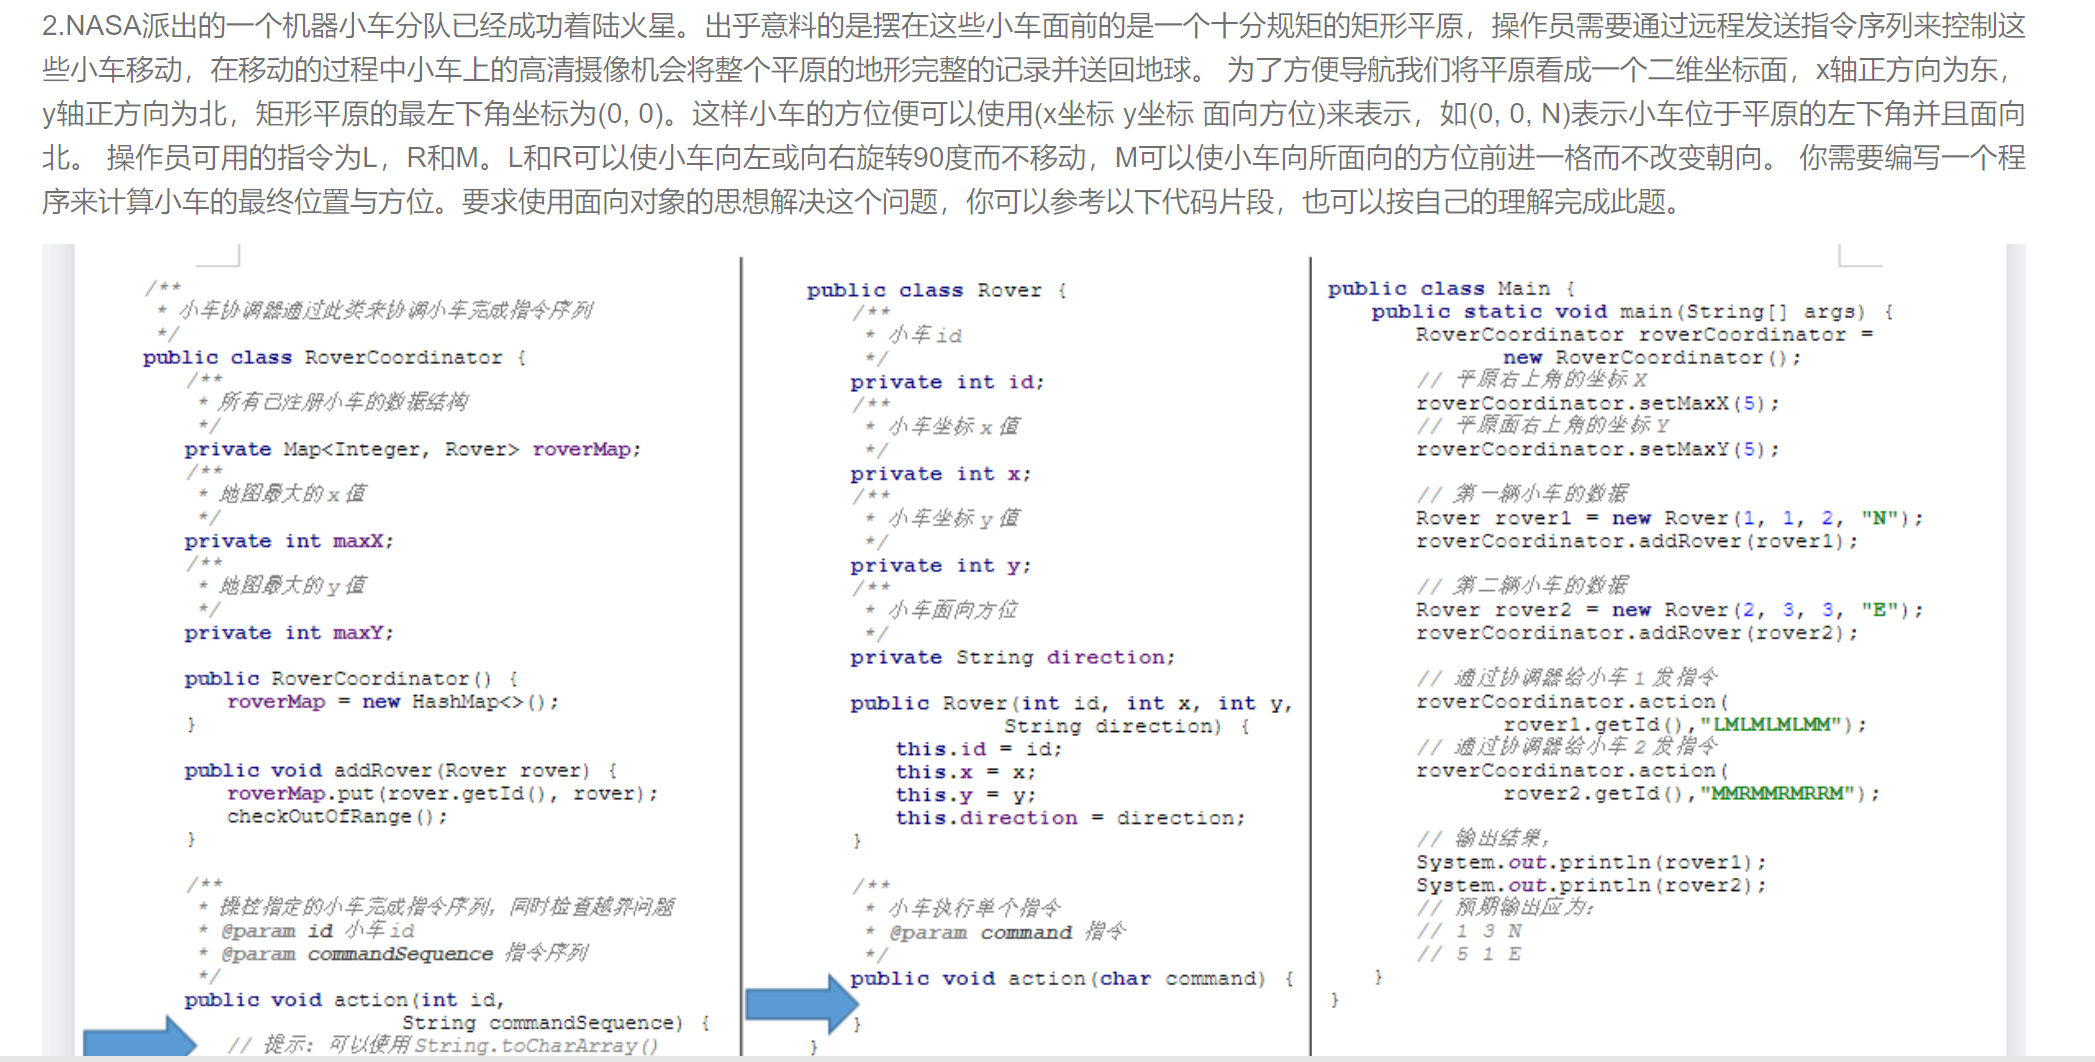 2.NASA派出的一个机器小车分队已经成功着陆火星。出乎意料的是摆在这些小车面前的是一个十分规矩的矩形平原，操作员需要通过远程发送指令序列来控制这
些小车移动，在移动的过程中小车上的高清摄像机会将整个平原的地形完整的记录并送回地球。 为了方便导航我们将平原看成一个二维坐标面，x轴正方向为东，
y轴正方向为北，矩形平原的最左下角坐标为(0, 0)。这样小车的方位便可以使用(x坐标 y坐标 面向方位)来表示，如(0, 0, N)表示小车位于平原的左下角并且面向
北。 操作员可用的指令为L，R和M。L和R可以使小车向左或向右旋转90度而不移动，M可以使小车向所面向的方位前进一格而不改变朝向。 你需要编写一个程
序来计算小车的最终位置与方位。要求使用面向对象的思想解决这个问题，你可以参考以下代码片段，也可以按自己的理解完成此题。
/**
* 小车协调器通过此类来协调小车完成指令序列
*/
public class RoverCoordinator {
/**
* 所有已注册小车的数据结构
*/
private Map<Integer, Rover> roverMap;
/**
* 地图最大的 x 值
*/
private int maxX;
/**
* 地图最大的 y 值
*/
private int maxY;
public RoverCoordinator() {
roverMap = new HashMap<>();
}
public void addRover(Rover rover) {
roverMap.put(rover.getId(), rover);
checkOutOfRange();
}
/**
* 操控指定的小车完成指令序列，同时检查越界问题
* @param id 小车 id
* @param commandSequence 指令序列
*/
public void action(int id,
String commandSequence) {
// 提示：可以使用 String.toCharArray()
public class Rover {
/**
* 小车 id
*/
private int id;
/**
* 小车坐标 x 值
*/
private int x;
/**
* 小车坐标 y 值
*/
private int y;
/**
* 小车面向方位
*/
private String direction;
public Rover(int id, int x, int y,
String direction) {
this.id = id;
this.x = x;
this.y = y;
this.direction = direction;
}
/**
* 小车执行单个指令
* @param command 指令
*/
public void action(char command) {
}
}
public class Main {
public static void main(String[] args) {
RoverCoordinator roverCoordinator =
new RoverCoordinator();
// 平原右上角的坐标 X
roverCoordinator.setMaxX(5);
// 平原面右上角的坐标 Y
roverCoordinator.setMaxY(5);
// 第一辆小车的数据
Rover rover1 = new Rover(1, 1, 2, "N");
roverCoordinator.addRover(rover1);
// 第二辆小车的数据
Rover rover2 = new Rover(2, 3, 3, "E");
roverCoordinator.addRover(rover2);
// 通过协调器给小车 1 发指令
roverCoordinator.action(
rover1.getId(),"LMLMLMLMM");
// 通过协调器给小车 2 发指令
roverCoordinator.action(
rover2.getId(),"MMRMMRMRRM");
// 输出结果，
System.out.println(rover1);
System.out.println(rover2);
// 预期输出应为：
// 1 3 N
// 5 1 E
}
}